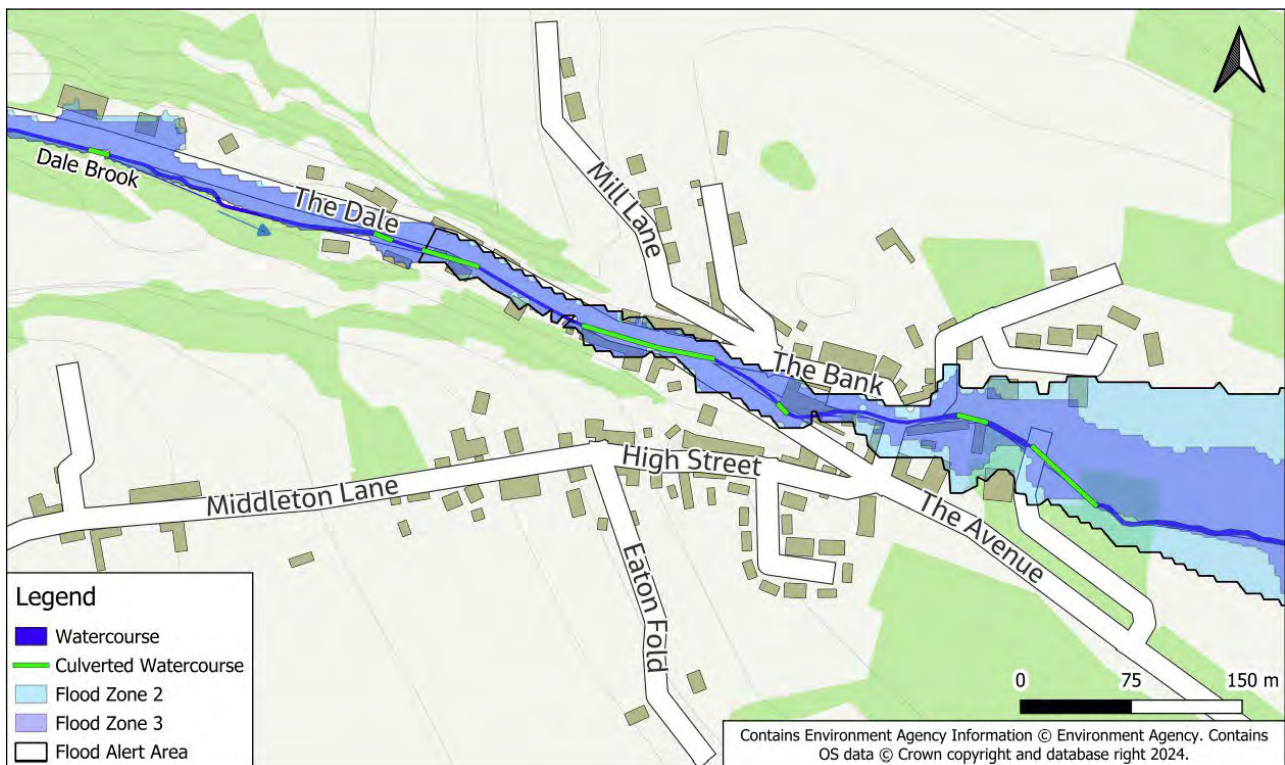 Dale Brook
The Dale
Mill Lane
The Bank
High Street
Middleton Lane
The Avenue
Eaton Fold
Legend
Watercourse
Culverted Watercourse
Flood Zone 2
Flood Zone 3
Flood Alert Area
0 75 150 m
Contains Environment Agency Information © Environment Agency. Contains
OS data © Crown copyright and database right 2024.